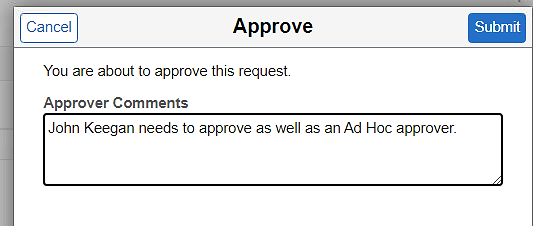 Cancel Approve Submit
You are about to approve this request.
Approver Comments
John Keegan needs to approve as well as an Ad Hoc approver.